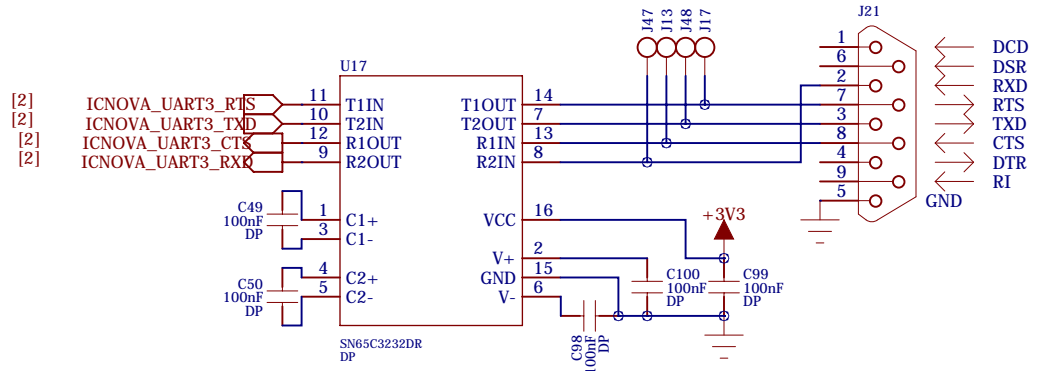 J47 J13 J48 J17
J21
U17
[2] ICNOVA_UART3_RTS 11 T1IN
[2] ICNOVA_UART3_TXD 10 T2IN
[2] ICNOVA_UART3_CTS 12 R1OUT
[2] ICNOVA_UART3_RXD 9 R2OUT
T1OUT 14
T2OUT 7
R1IN 13
R2IN 8
1 DCD
6 DSR
2 RXD
7 RTS
3 TXD
8 CTS
4 DTR
9 RI
5 GND
C49
100nF
DP
1 C1+
3 C1-
C50
100nF
DP
4 C2+
5 C2-
VCC 16
V+ 2
GND 15
V- 6
+3V3
C100
100nF
DP
C99
100nF
DP
C98
100nF
DP
SN65C3232DR
DP